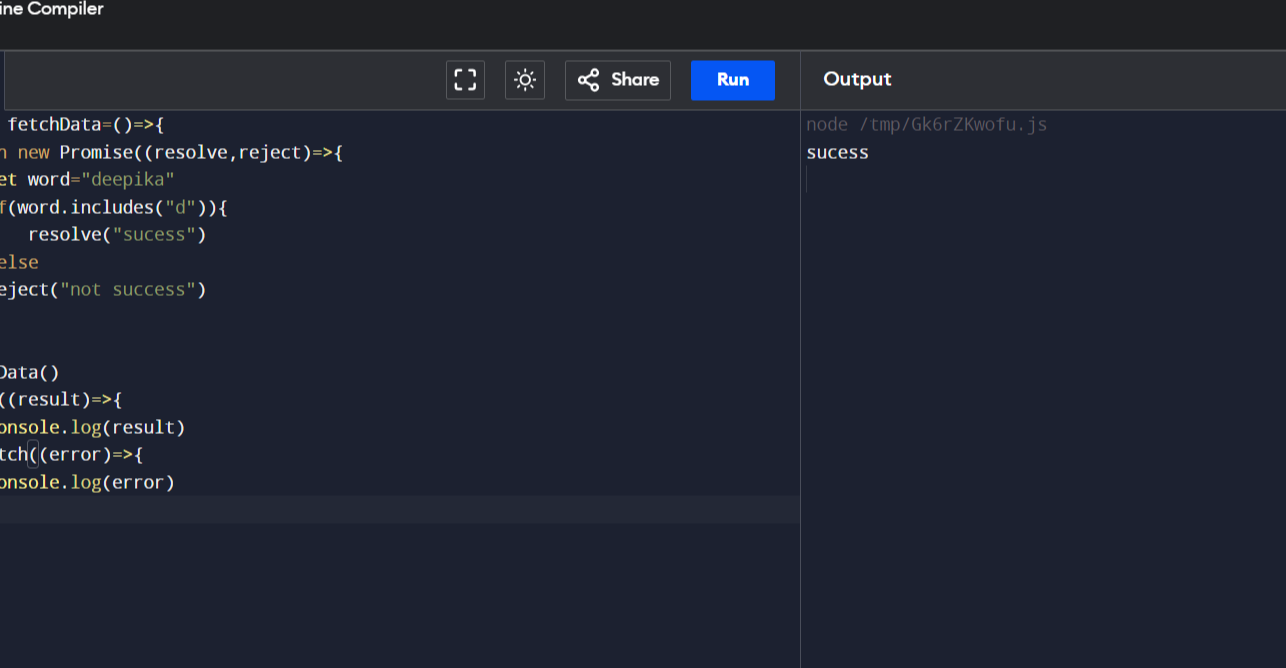 ine Compiler
Share
Run
Output
fetchData=()=>{
n new Promise((resolve,reject)=>{
et word="deepika"
f(word.includes("d")){
resolve("sucess")
else
eject("not success")
Data()
((result)=>{
onsole.log(result)
tch((error)=>{
onsole.log(error)
node /tmp/Gk6rZKwofu.js
sucess